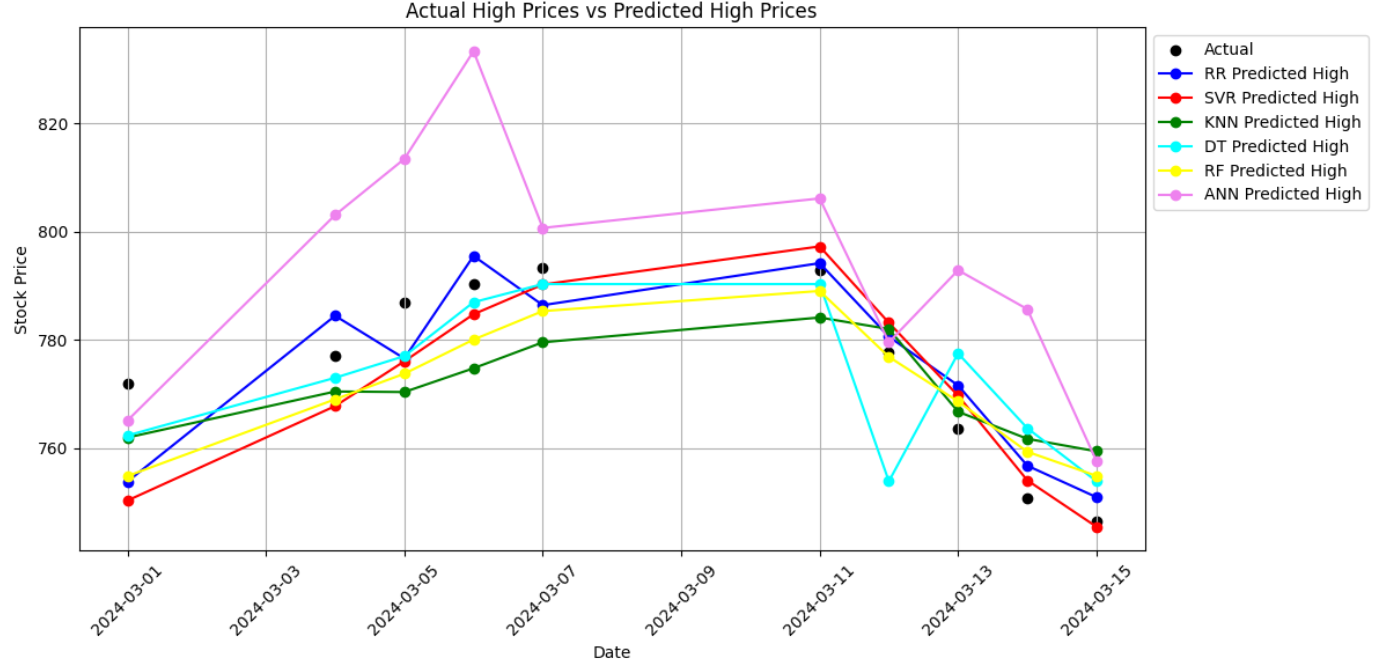 Actual High Prices vs Predicted High Prices
Stock Price
820
800
780
760
2024-03-01
2024-03-03
2024-03-05
2024-03-07
2024-03-09
2024-03-11
2024-03-13
2024-03-15
Date
Actual
RR Predicted High
SVR Predicted High
KNN Predicted High
DT Predicted High
RF Predicted High
ANN Predicted High